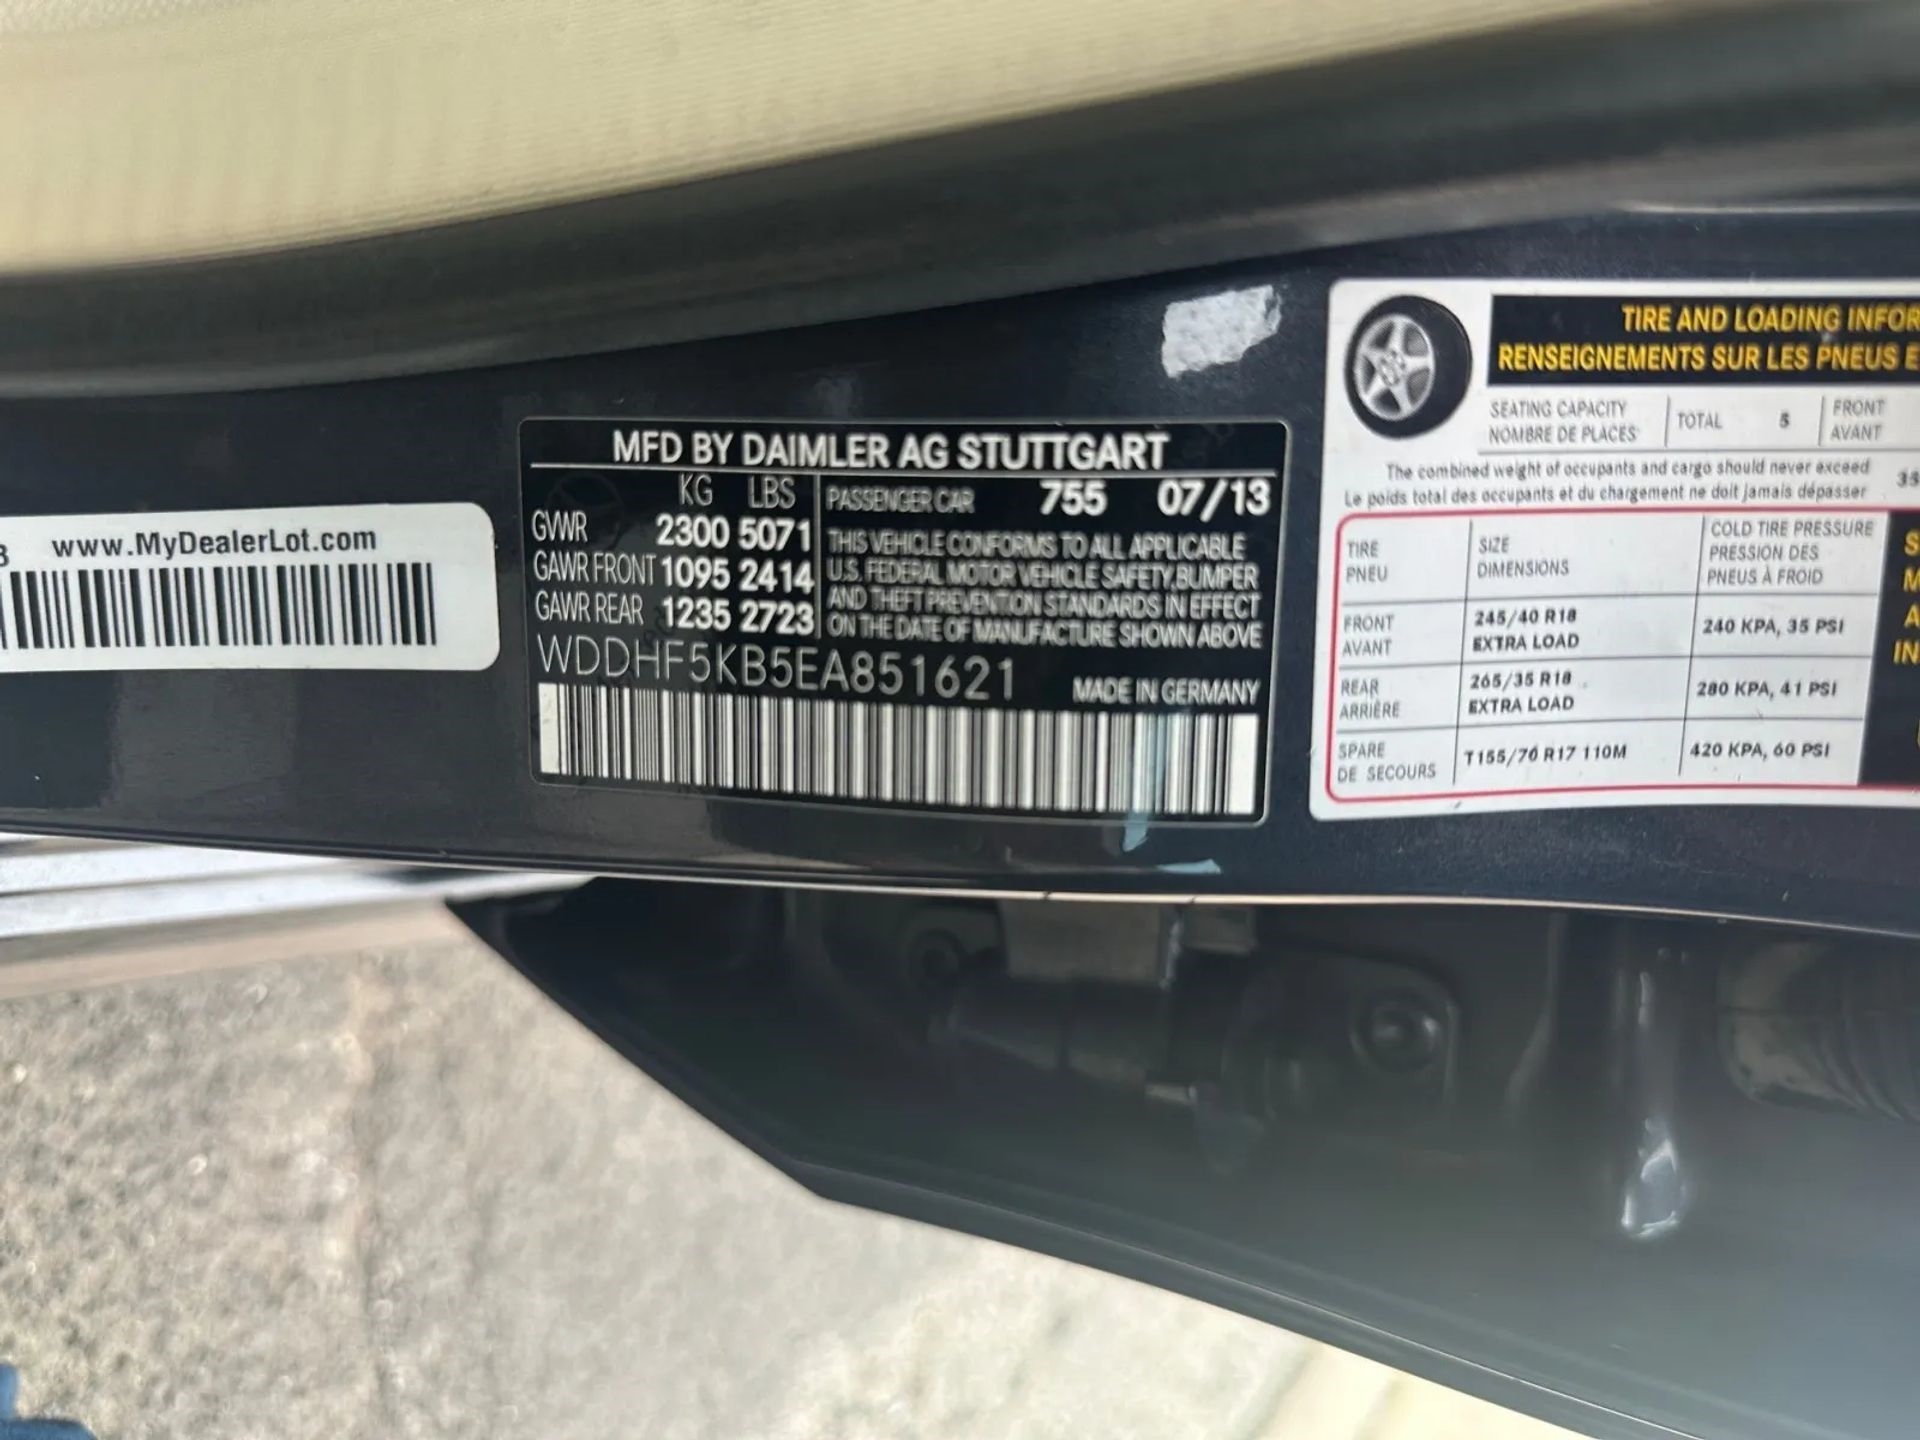 www.MyDealerLot.com
MFD BY DAIMLER AG STUTTGART
KG LBS
GVWR 2300 5071
GAWR FRONT 1095 2414
GAWR REAR 1235 2723
PASSENGER CAR 755 07/13
THIS VEHICLE CONFORMS TO ALL APPLICABLE
U.S. FEDERAL MOTOR VEHICLE SAFETY, BUMPER
AND THEFT PREVENTION STANDARDS IN EFFECT
ON THE DATE OF MANUFACTURE SHOWN ABOVE
WDDHF5KB5EA851621
MADE IN GERMANY
TIRE AND LOADING INFOR
RENSEIGNEMENTS SUR LES PNEUS E
SEATING CAPACITY
NOMBRE DE PLACES
TOTAL 5
FRONT
AVANT
The combined weight of occupants and cargo should never exceed 35
Le poids total des occupants et du chargement ne doit jamais dépasser
TIRE
PNEU
SIZE
DIMENSIONS
COLD TIRE PRESSURE
PRESSION DES
PNEUS À FROID
FRONT
AVANT
245/40 R18
EXTRA LOAD
240 KPA, 35 PSI
REAR
ARRIÈRE
265/35 R18
EXTRA LOAD
280 KPA, 41 PSI
SPARE
DE SECOURS
T155/70 R17 110M
420 KPA, 60 PSI